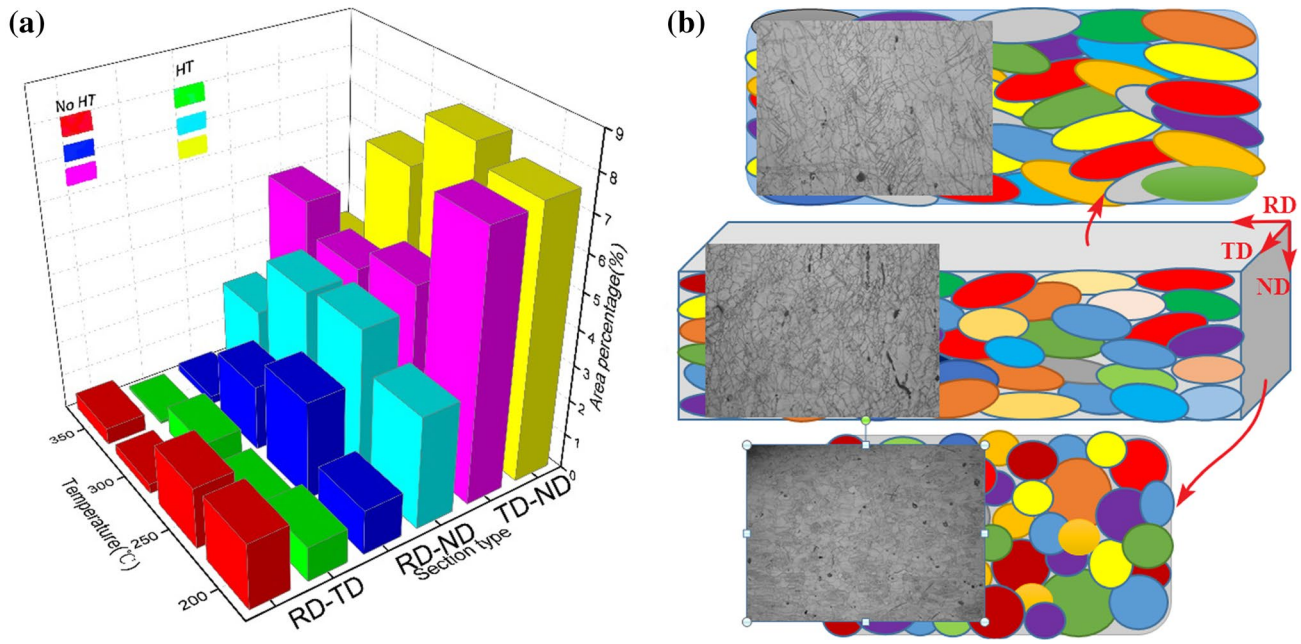 (a)
No HT
HT
9
8
7
6
5
4
3
2
1
0
Area percentage(%)
350
300
250
200
Temperature(℃)
RD-TD
RD-ND
TD-ND
Section type
(b)
RD
TD
ND